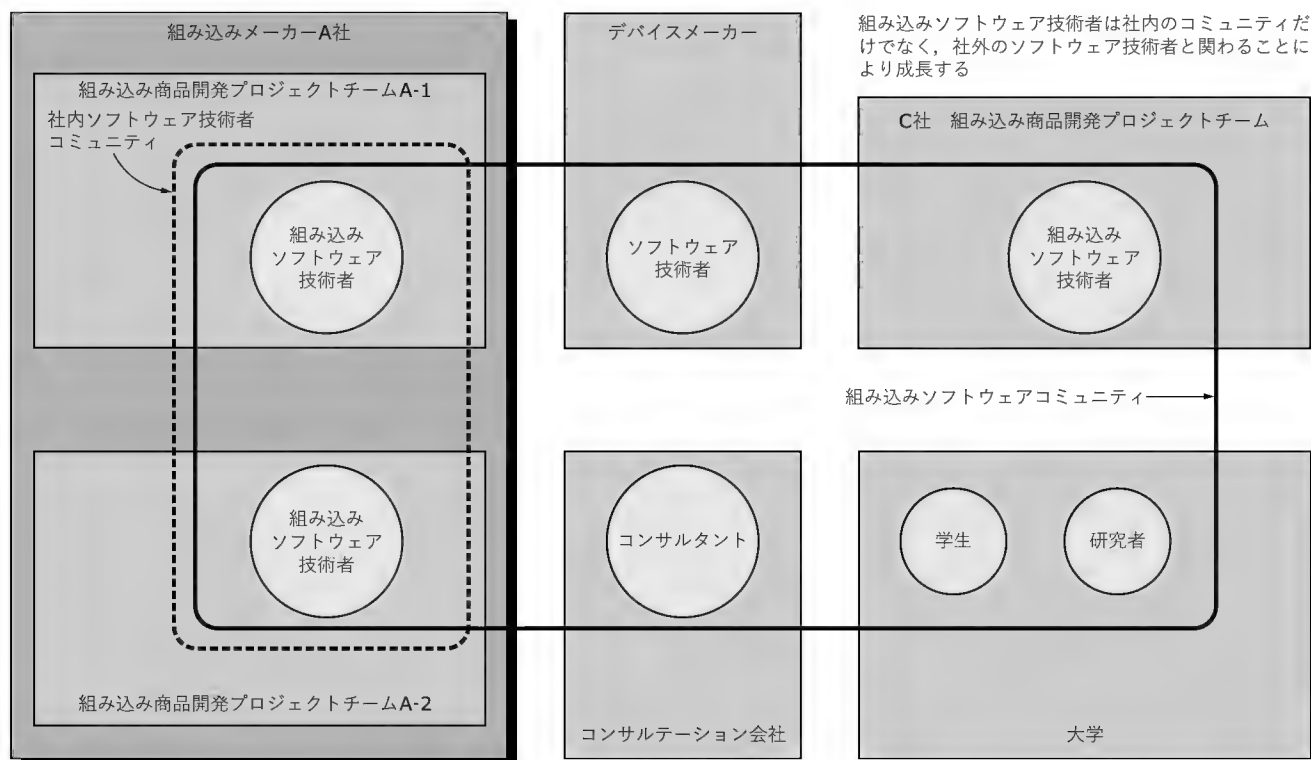 組み込みメーカーA社
組み込み商品開発プロジェクトチームA-1
社内ソフトウェア技術者
コミュニティ
組み込み
ソフトウェア
技術者
組み込み
ソフトウェア
技術者
組み込み商品開発プロジェクトチームA-2
デバイスメーカー
ソフトウェア
技術者
コンサルタント
コンサルテーション会社
組み込みソフトウェア技術者は社内のコミュニティだ
けでなく，社外のソフトウェア技術者と関わることに
より成長する
C社　組み込み商品開発プロジェクトチーム
組み込み
ソフトウェア
技術者
組み込みソフトウェアコミュニティ
学生
研究者
大学